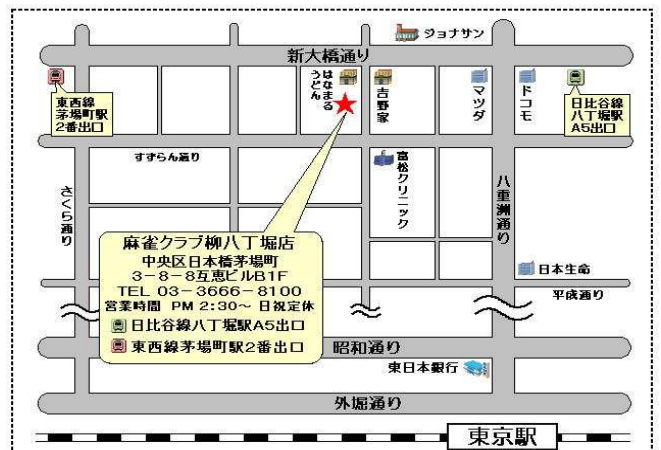 ジョナサン
新大橋通り
東西線
茅場町駅
2番出口
はなまる
うどん
吉野家
マツダ
ドコモ
日比谷線
八丁堀駅
A5出口
すずらん通り
富松クリニック
さくら通り
八重洲通り
麻雀クラブ柳八丁堀店
中央区日本橋茅場町
3-8-8互恵ビルB1F
TEL 03-3666-8100
営業時間 PM 2:30～ 日祝定休
日比谷線八丁堀駅A5出口
東西線茅場町駅2番出口
日本生命
平成通り
昭和通り
東日本銀行
外堀通り
東京駅